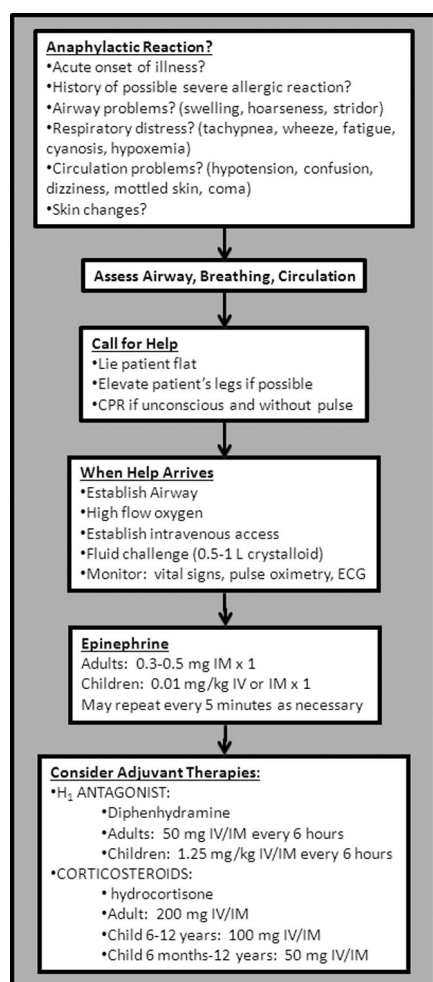 Anaphylactic Reaction?
•Acute onset of illness?
•History of possible severe allergic reaction?
•Airway problems? (swelling, hoarseness, stridor)
•Respiratory distress? (tachypnea, wheeze, fatigue,
cyanosis, hypoxemia)
•Circulation problems? (hypotension, confusion,
dizziness, mottled skin, coma)
•Skin changes?
Assess Airway, Breathing, Circulation
Call for Help
•Lie patient flat
•Elevate patient's legs if possible
•CPR if unconscious and without pulse
When Help Arrives
•Establish Airway
•High flow oxygen
•Establish intravenous access
•Fluid challenge (0.5-1 L crystalloid)
•Monitor: vital signs, pulse oximetry, ECG
Epinephrine
Adults: 0.3-0.5 mg IM x 1
Children: 0.01 mg/kg IV or IM x 1
May repeat every 5 minutes as necessary
Consider Adjuvant Therapies:
•H₁ ANTAGONIST:
•Diphenhydramine
•Adults: 50 mg IV/IM every 6 hours
•Children: 1.25 mg/kg IV/IM every 6 hours
•CORTICOSTEROIDS:
•hydrocortisone
•Adult: 200 mg IV/IM
•Child 6-12 years: 100 mg IV/IM
•Child 6 months-12 years: 50 mg IV/IM